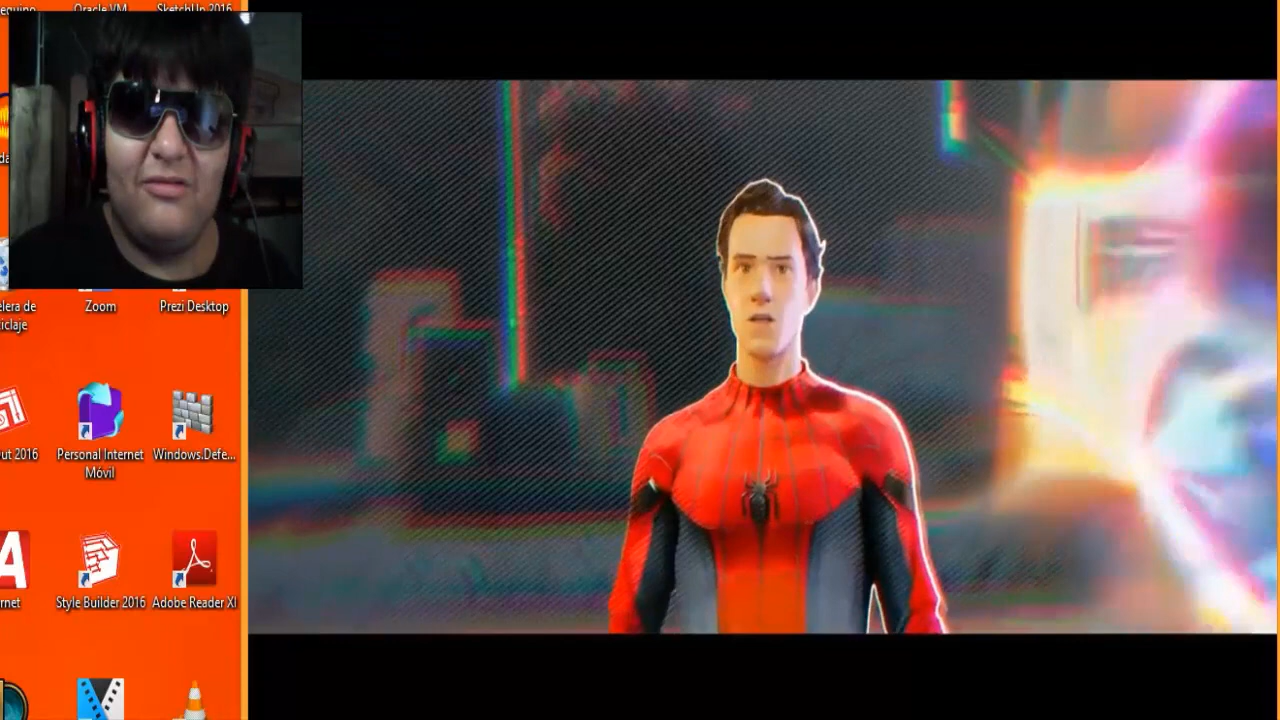 Oracle VM
SketchUp 2016
Zoom
Prezi Desktop
Personal Internet
Móvil
Windows.Defe...
Style Builder 2016
Adobe Reader XI